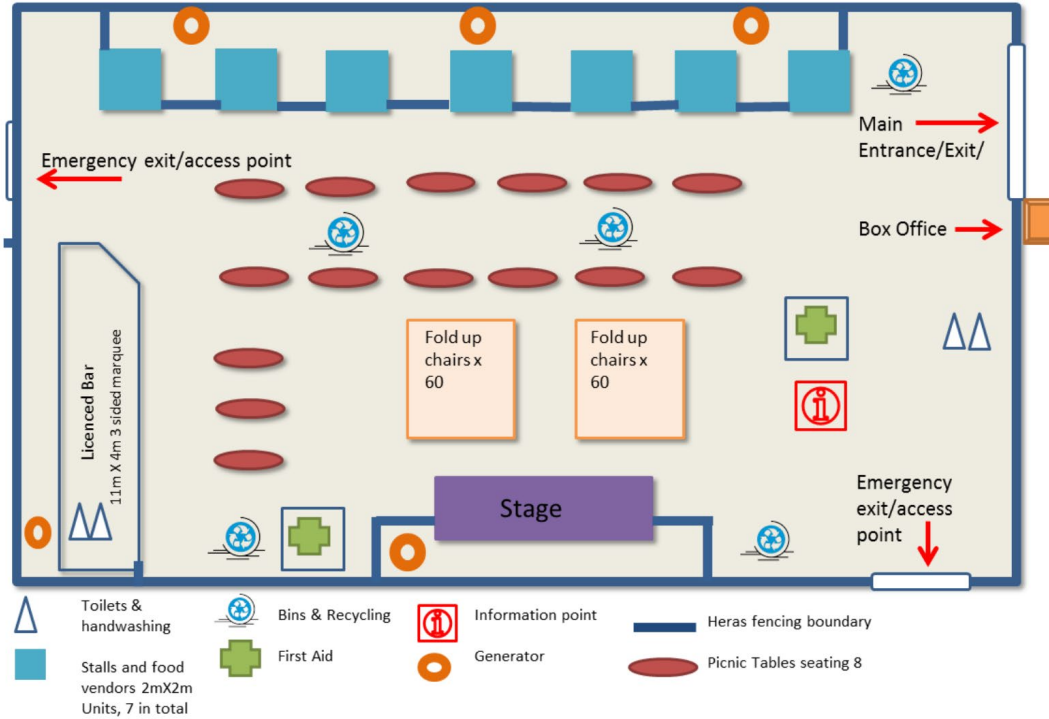 Main
Entrance/Exit/
Emergency exit/access point
Box Office
Fold up
chairs x
60
Fold up
chairs x
60
Licenced Bar
11m X 4m 3 sided marquee
Stage
Emergency
exit/access
point
Toilets &
handwashing
Bins & Recycling
Information point
Heras fencing boundary
First Aid
Generator
Picnic Tables seating 8
Stalls and food
vendors 2mX2m
Units, 7 in total